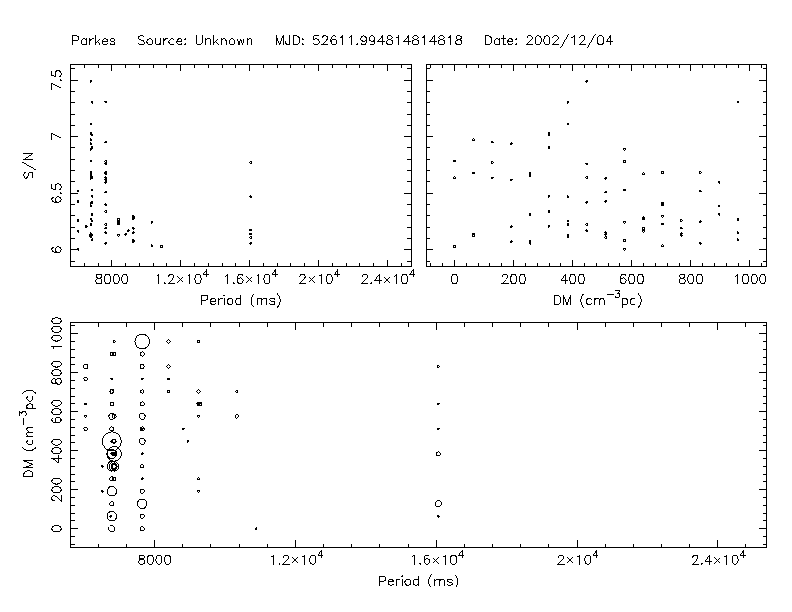 Parkes Source: Unknown MJD: 52611.994814814818 Date: 2002/12/04
7.5
7
6.5
6
S/N
8000 1.2×10⁴ 1.6×10⁴ 2×10⁴ 2.4×10⁴
Period (ms)
0 200 400 600 800 1000
DM (cm⁻³pc)
1000
800
600
400
200
0
DM (cm⁻³pc)
8000 1.2×10⁴ 1.6×10⁴ 2×10⁴ 2.4×10⁴
Period (ms)